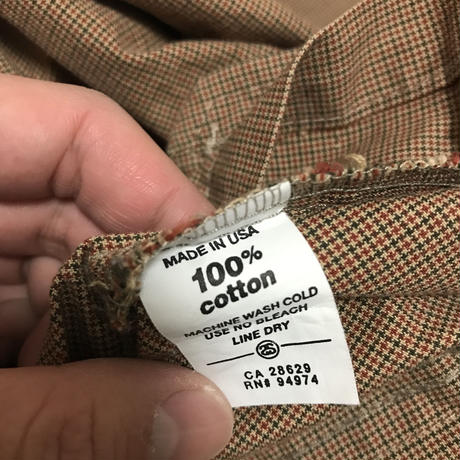 MADE IN USA
100%
cotton
MACHINE WASH COLD
USE NO BLEACH
LINE DRY
CA 28629
RN# 94974